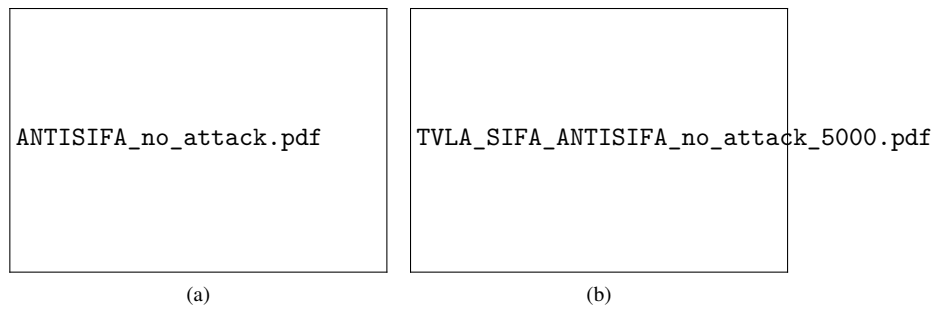 ANTISIFA_no_attack.pdf
TVLA_SIFA_ANTISIFA_no_attack_5000.pdf
(a)
(b)